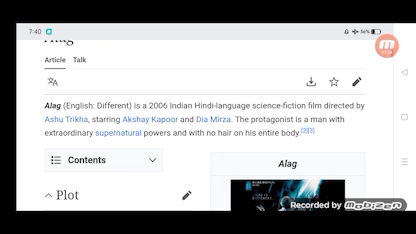 7:40
56%
Alag
Article Talk
Alag (English: Different) is a 2006 Indian Hindi-language science-fiction film directed by
Ashu Trikha, starring Akshay Kapoor and Dia Mirza. The protagonist is a man with
extraordinary supernatural powers and with no hair on his entire body.[2][3]
Contents
Alag
Plot
Recorded by
mobizen